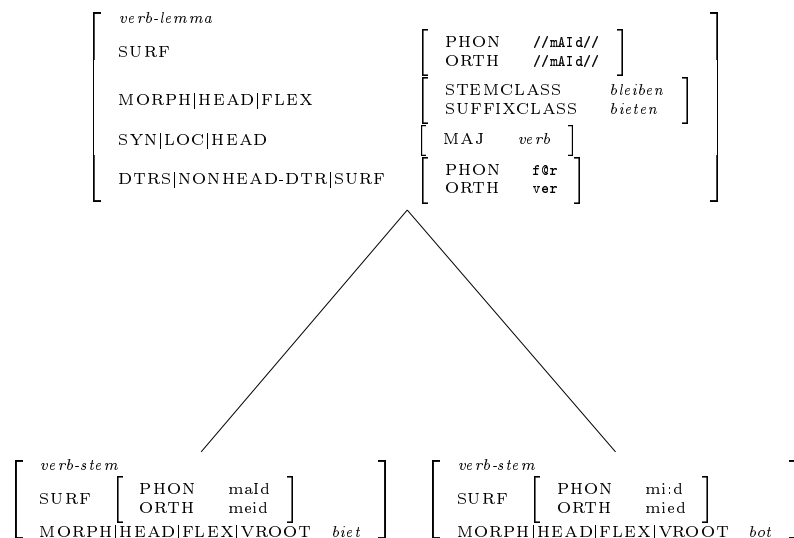 verb-lemma
SURF PHON //mAId//
ORTH //mAId//
MORPH|HEAD|FLEX STEMCLASS bleiben
SUFFIXCLASS bieten
SYN|LOC|HEAD MAJ verb
DTRS|NONHEAD-DTR|SURF PHON f@r
ORTH ver
verb-stem
SURF PHON maId
ORTH meid
MORPH|HEAD|FLEX|VROOT biet
verb-stem
SURF PHON mi:d
ORTH mied
MORPH|HEAD|FLEX|VROOT bot